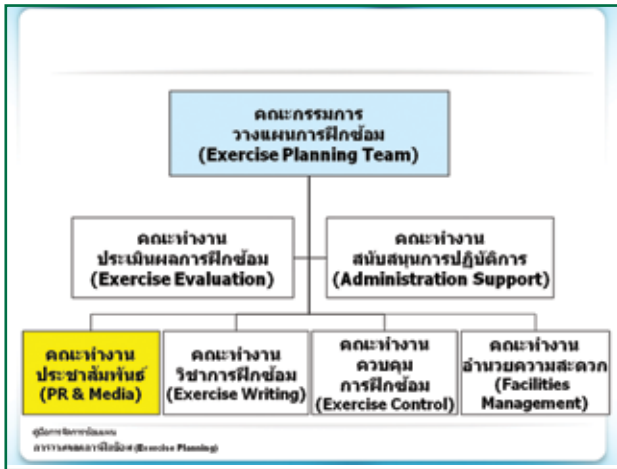 คณะกรรมการ
วางแผนการฝึกซ้อม
(Exercise Planning Team)
คณะทำงาน
ประเมินผลการฝึกซ้อม
(Exercise Evaluation)
คณะทำงาน
สนับสนุนการปฏิบัติการ
(Administration Support)
คณะทำงาน
ประชาสัมพันธ์
(PR & Media)
คณะทำงาน
วิชาการฝึกซ้อม
(Exercise Writing)
คณะทำงาน
ควบคุม
การฝึกซ้อม
(Exercise Control)
คณะทำงาน
อำนวยความสะดวก
(Facilities
Management)
(Exercise Planning)